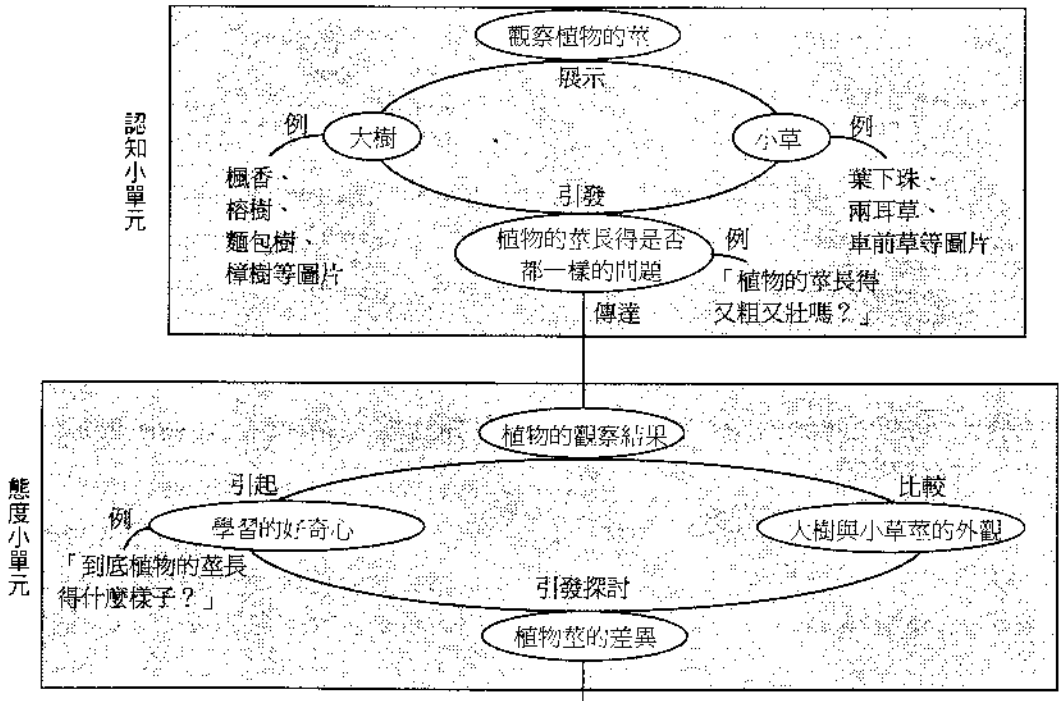 認知小單元
觀察植物的莖
展示
例
大樹
小草
例
楓香、
榕樹、
麵包樹、
樟樹等圖片
引發
葉下珠、
兩耳草、
車前草等圖片
植物的莖長得是否
都一樣的問題
例
「植物的莖長得
又粗又壯嗎？」
傳達
態度小單元
植物的觀察結果
引起
比較
例
學習的好奇心
大樹與小草莖的外觀
「到底植物的莖長
得什麼樣子？」
引發探討
植物莖的差異